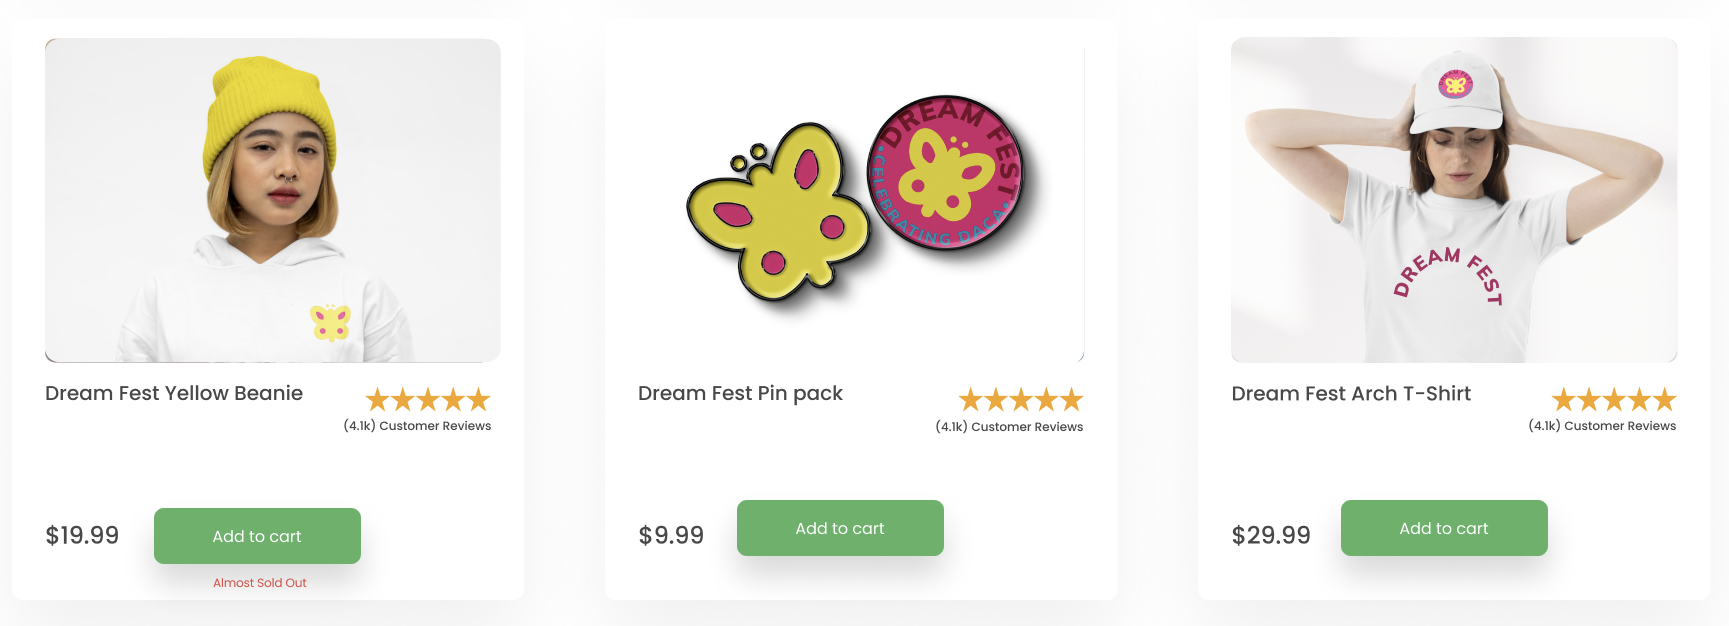 DREAM FEST
•CELEBRATING DACA•
DREAM FEST
DREAM FEST
Dream Fest Yellow Beanie
(4.1k) Customer Reviews
$19.99
Add to cart
Almost Sold Out
Dream Fest Pin pack
(4.1k) Customer Reviews
$9.99
Add to cart
Dream Fest Arch T-Shirt
(4.1k) Customer Reviews
$29.99
Add to cart